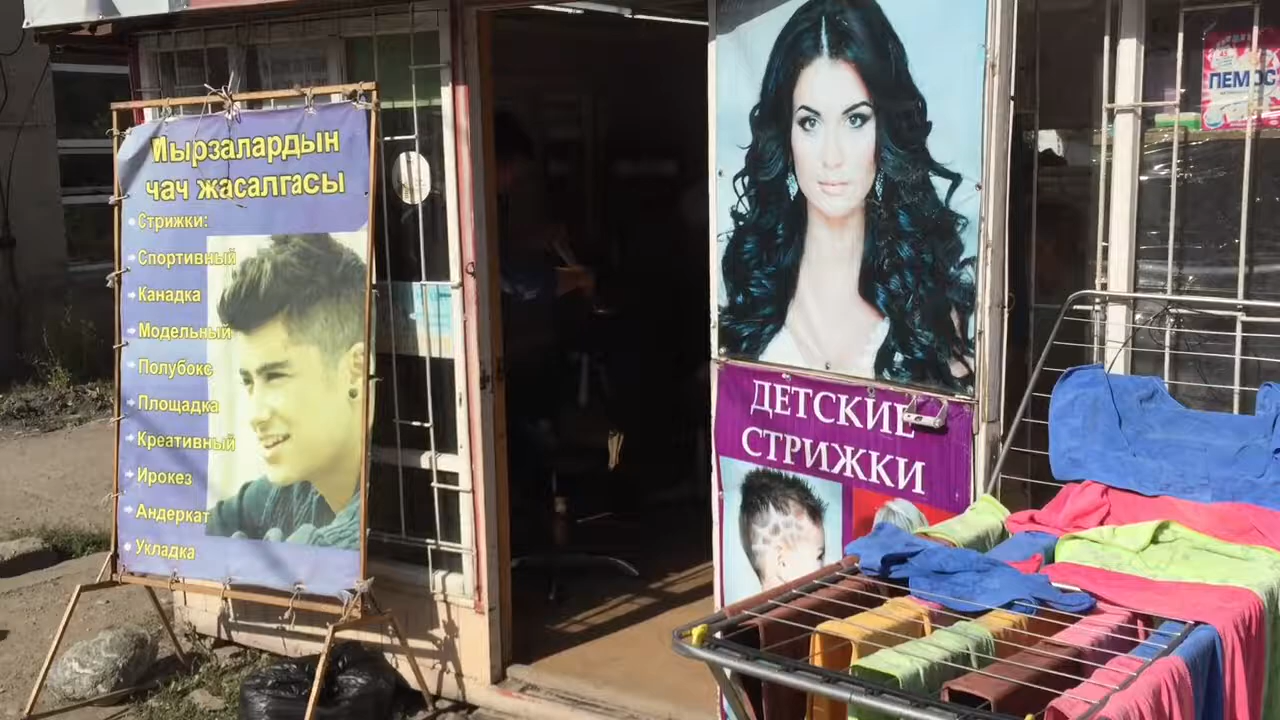 Мырзалардын
чач жасалгасы
Стрижки:
Спортивный
Канадка
Модельный
Полубокс
Площадка
Креативный
Ирокез
Андеркат
Укладка
ДЕТСКИЕ
СТРИЖКИ
ПЕМОС